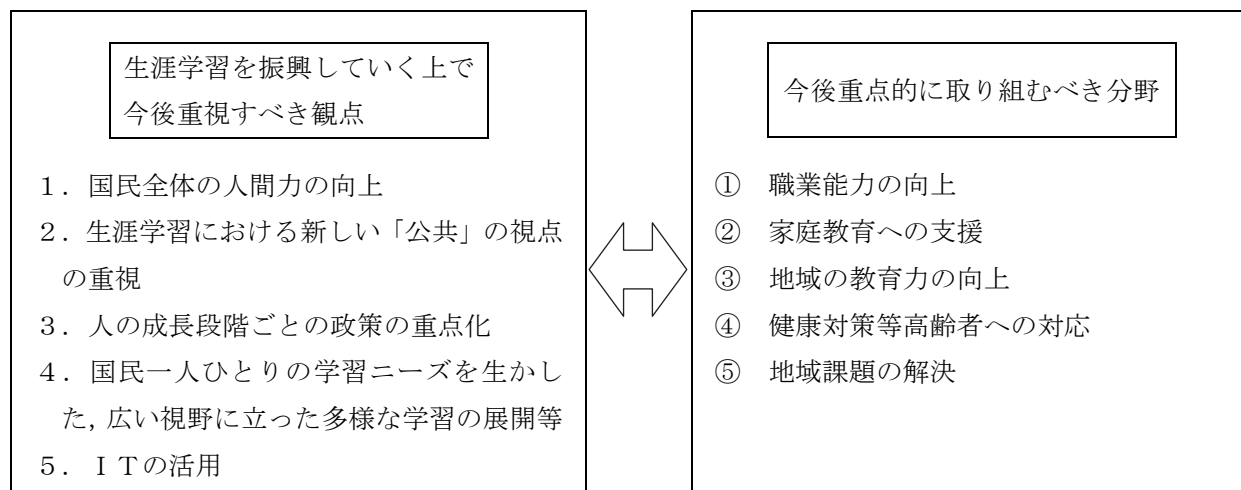 生涯学習を振興していく上で
今後重視すべき観点
1．国民全体の人間力の向上
2．生涯学習における新しい「公共」の視点
の重視
3．人の成長段階ごとの政策の重点化
4．国民一人ひとりの学習ニーズを生かし
た，広い視野に立った多様な学習の展開等
5．ＩＴの活用
今後重点的に取り組むべき分野
①　職業能力の向上
②　家庭教育への支援
③　地域の教育力の向上
④　健康対策等高齢者への対応
⑤　地域課題の解決